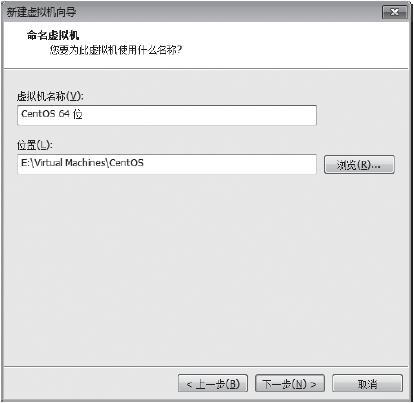 新建虚拟机向导
命名虚拟机
您要为此虚拟机使用什么名称?
虚拟机名称(V):
CentOS 64 位
位置(L):
E:\Virtual Machines\CentOS
浏览(R)...
< 上一步(B)
下一步(N) >
取消